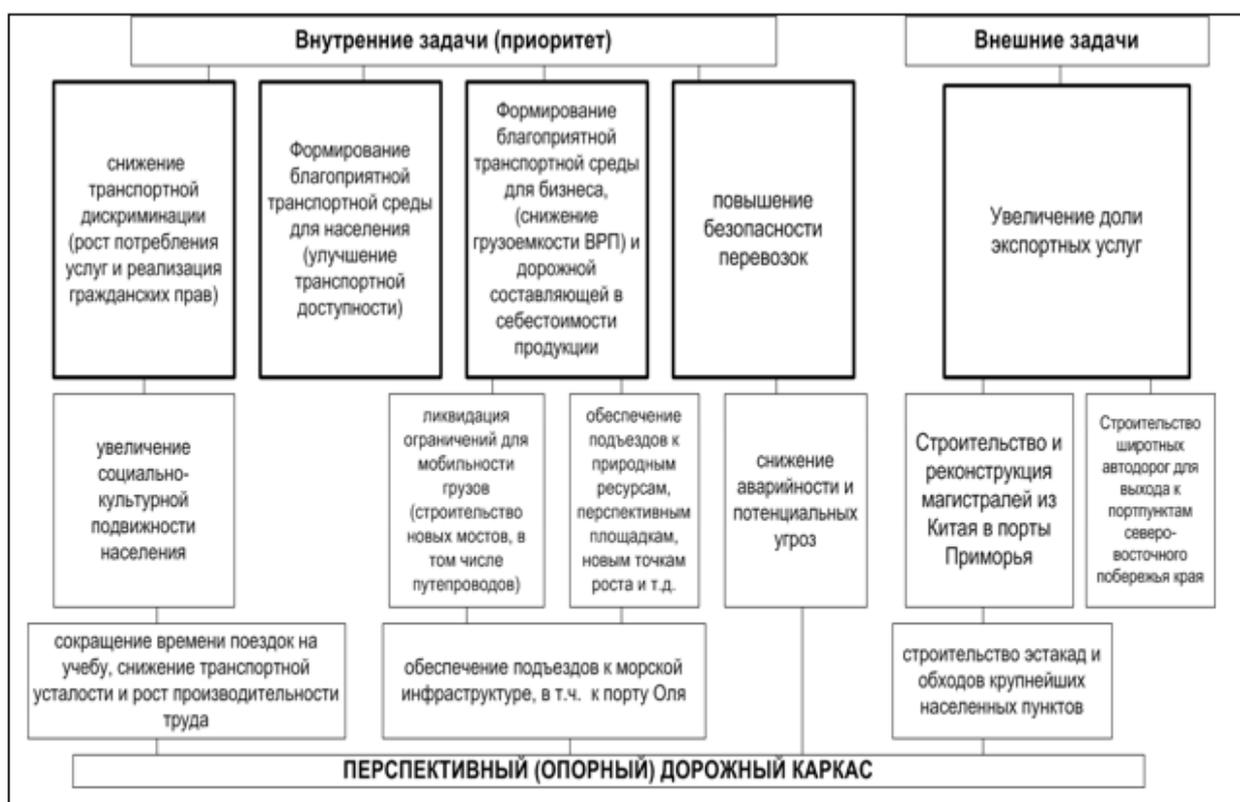 Внутренние задачи (приоритет)
Внешние задачи
снижение
транспортной
дискриминации
(рост потребления
услуг и реализация
гражданских прав)
Формирование
благоприятной
транспортной среды
для населения
(улучшение
транспортной
доступности)
Формирование
благоприятной
транспортной среды
для бизнеса,
(снижение
грузоемкости ВРП) и
дорожной
составляющей в
себестоимости
продукции
повышение
безопасности
перевозок
Увеличение доли
экспортных услуг
увеличение
социально-
культурной
подвижности
населения
ликвидация
ограничений для
мобильности
грузов
(строительство
новых мостов, в
том числе
путепроводов)
обеспечение
подъездов к
природным
ресурсам,
перспективным
площадкам,
новым точкам
роста и т.д.
снижение
аварийности и
потенциальных
угроз
Строительство и
реконструкция
магистралей из
Китая в порты
Приморья
Строительство
широтных
автодорог для
выхода к
портпунктам
северо-
восточного
побережья края
сокращение времени поездок на
учебу, снижение транспортной
усталости и рост производительности
труда
обеспечение подъездов к морской
инфраструктуре, в т.ч. к порту Оля
строительство эстакад и
обходов крупнейших
населенных пунктов
ПЕРСПЕКТИВНЫЙ (ОПОРНЫЙ) ДОРОЖНЫЙ КАРКАС